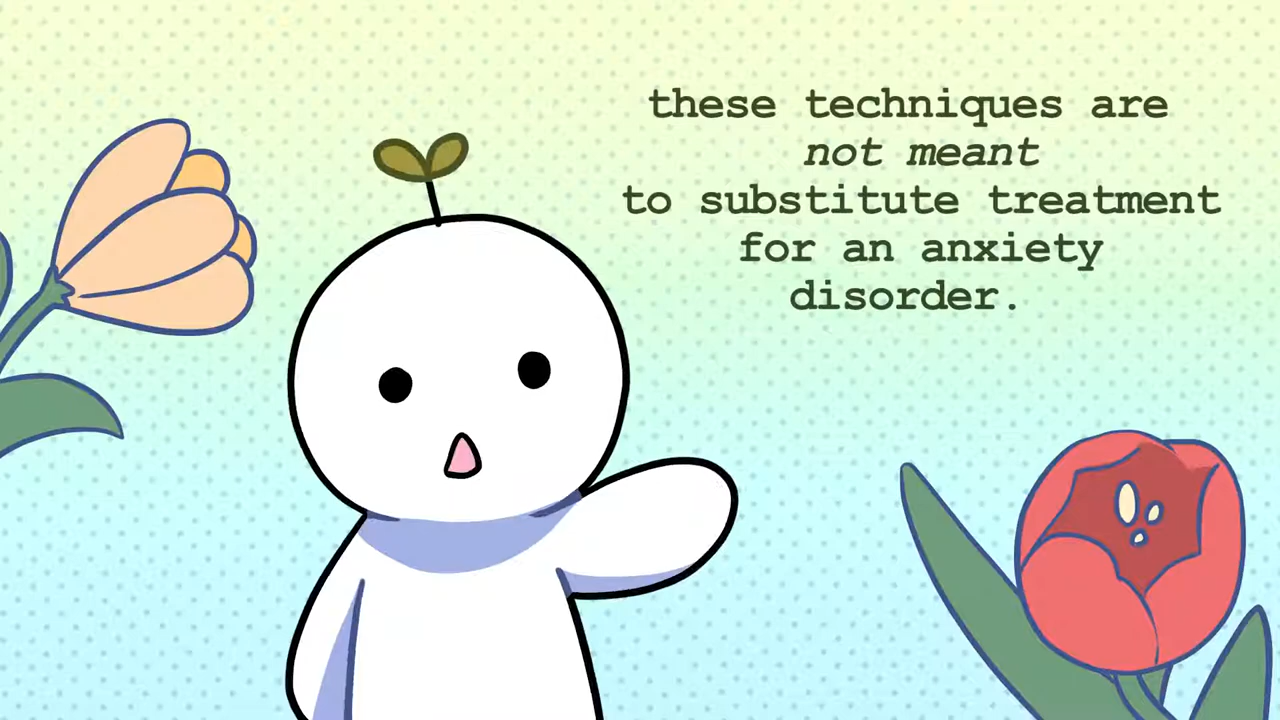 these techniques are
not meant
to substitute treatment
for an anxiety
disorder.